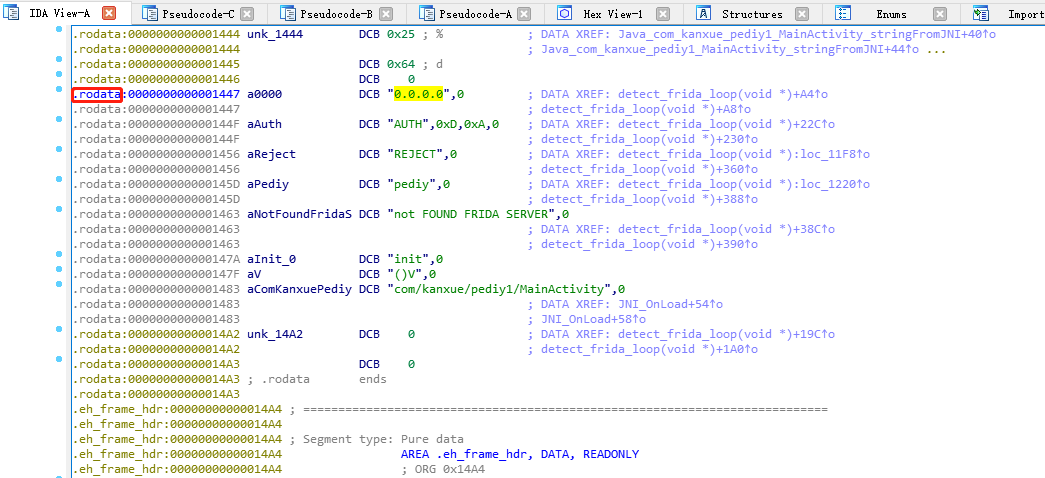 IDA View-A Pseudocode-C Pseudocode-B Pseudocode-A Hex View-1 Structures Enums Import
.rodata:0000000000001444 unk_1444 DCB 0x25 ; % ; DATA XREF: Java_com_kanxue_pediy1_MainActivity_stringFromJNI+40↑o
.rodata:0000000000001444 ; Java_com_kanxue_pediy1_MainActivity_stringFromJNI+44↑o ...
.rodata:0000000000001445 DCB 0x64 ; d
.rodata:0000000000001446 DCB 0
.rodata:0000000000001447 a0000 DCB "0.0.0.0",0 ; DATA XREF: detect_frida_loop(void *)+A4↑o
.rodata:0000000000001447 ; detect_frida_loop(void *)+A8↑o
.rodata:000000000000144F aAuth DCB "AUTH",0xD,0xA,0 ; DATA XREF: detect_frida_loop(void *)+22C↑o
.rodata:000000000000144F ; detect_frida_loop(void *)+230↑o
.rodata:0000000000001456 aReject DCB "REJECT",0 ; DATA XREF: detect_frida_loop(void *):loc_11F8↑o
.rodata:0000000000001456 ; detect_frida_loop(void *)+360↑o
.rodata:000000000000145D aPediy DCB "pediy",0 ; DATA XREF: detect_frida_loop(void *):loc_1220↑o
.rodata:000000000000145D ; detect_frida_loop(void *)+388↑o
.rodata:0000000000001463 aNotFoundFridaS DCB "not FOUND FRIDA SERVER",0
.rodata:0000000000001463 ; DATA XREF: detect_frida_loop(void *)+38C↑o
.rodata:0000000000001463 ; detect_frida_loop(void *)+390↑o
.rodata:000000000000147A aInit_0 DCB "init",0
.rodata:000000000000147F aV DCB "()V",0
.rodata:0000000000001483 aComKanxuePediy DCB "com/kanxue/pediy1/MainActivity",0
.rodata:0000000000001483 ; DATA XREF: JNI_OnLoad+54↑o
.rodata:0000000000001483 ; JNI_OnLoad+58↑o
.rodata:00000000000014A2 unk_14A2 DCB 0 ; DATA XREF: detect_frida_loop(void *)+19C↑o
.rodata:00000000000014A2 ; detect_frida_loop(void *)+1A0↑o
.rodata:00000000000014A3 DCB 0
.rodata:00000000000014A3 ; .rodata ends
.rodata:00000000000014A3
.eh_frame_hdr:00000000000014A4 ; ===========================================================================
.eh_frame_hdr:00000000000014A4
.eh_frame_hdr:00000000000014A4 ; Segment type: Pure data
.eh_frame_hdr:00000000000014A4 AREA .eh_frame_hdr, DATA, READONLY
.eh_frame_hdr:00000000000014A4 ; ORG 0x14A4